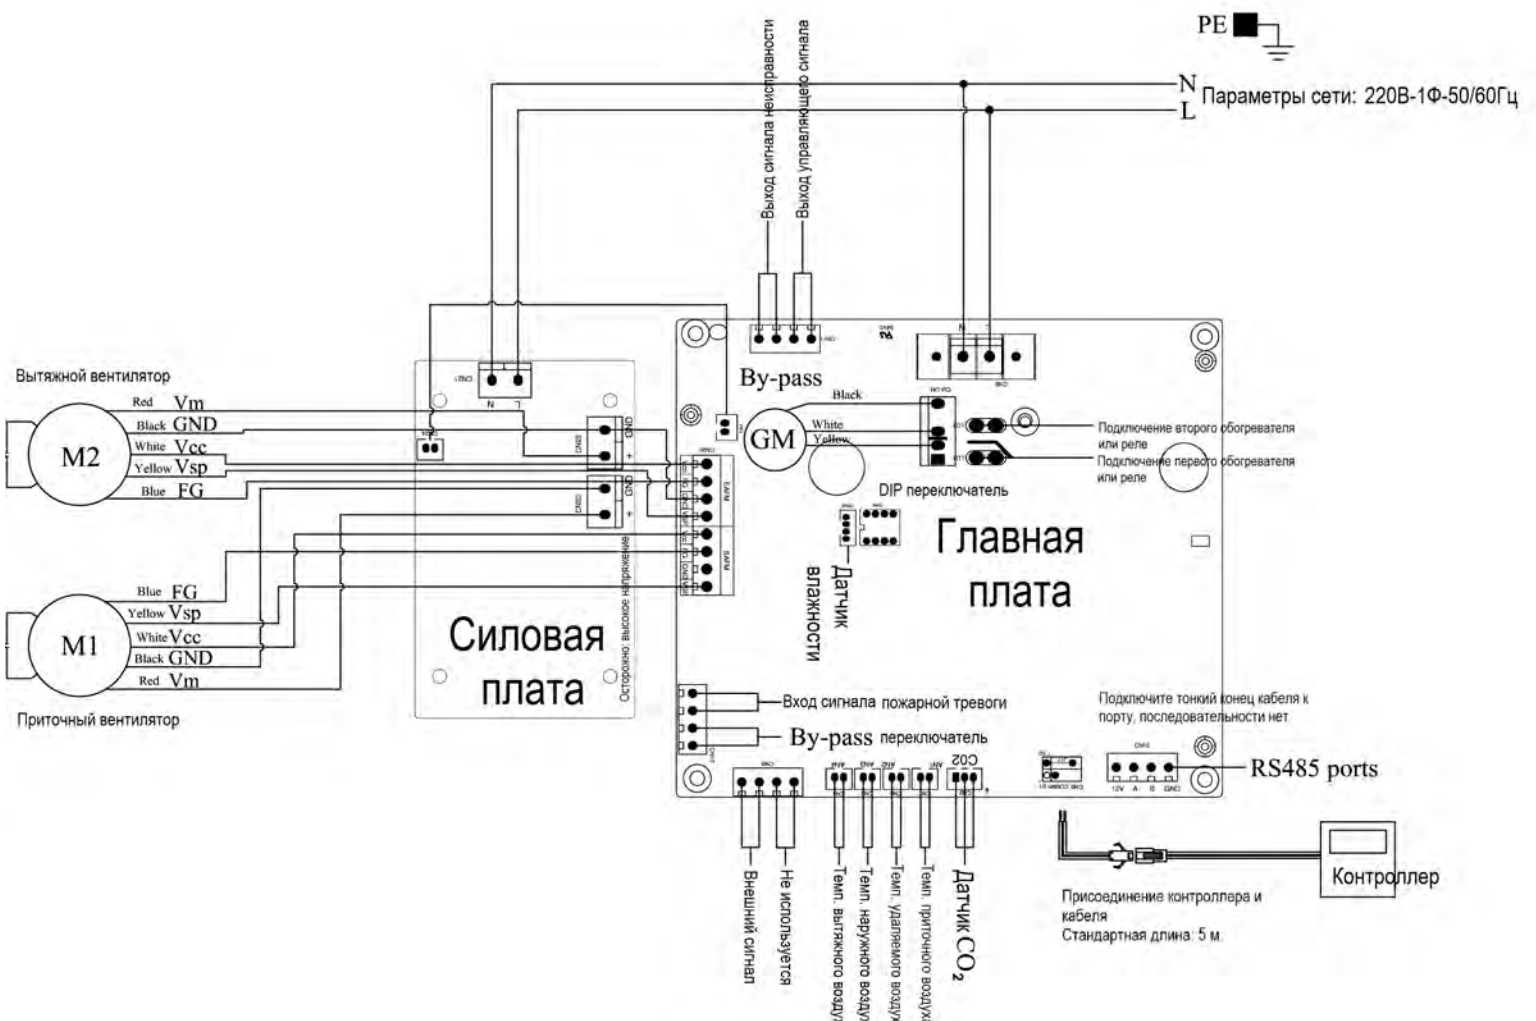 PE
N
L
Параметры сети: 220В-1Ф-50/60Гц
Выход сигнала неисправности
Выход управляющего сигнала
By-pass
Black
White
Yellow
GM
Подключение второго обогревателя
или реле
Подключение первого обогревателя
или реле
DIP переключатель
Главная
плата
Датчик
влажности
Вытяжной вентилятор
M2
Red Vm
Black GND
White Vcc
Yellow Vsp
Blue FG
M1
Blue FG
Yellow Vsp
White Vcc
Black GND
Red Vm
Приточный вентилятор
CN21
N
L
GND
+
GND
+
Силовая
плата
Осторожно: высокое напряжение
Вход сигнала пожарной тревоги
By-pass переключатель
Подключите тонкий конец кабеля к
порту, последовательности нет
RS485 ports
12V A B GND
CO2
Внешний сигнал
Не используется
Темп. вытяжного
Темп. наружного
Темп. удаляемого
Темп. приточного воздуха
Датчик CO₂
Контроллер
Присоединение контроллера и
кабеля
Стандартная длина: 5 м.